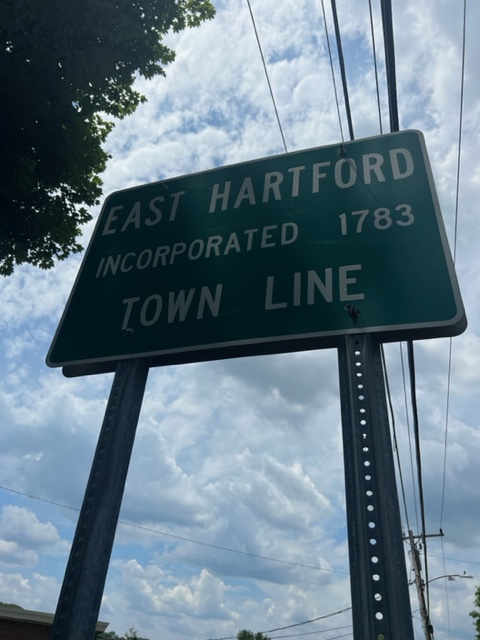 EAST HARTFORD
INCORPORATED 1783
TOWN LINE